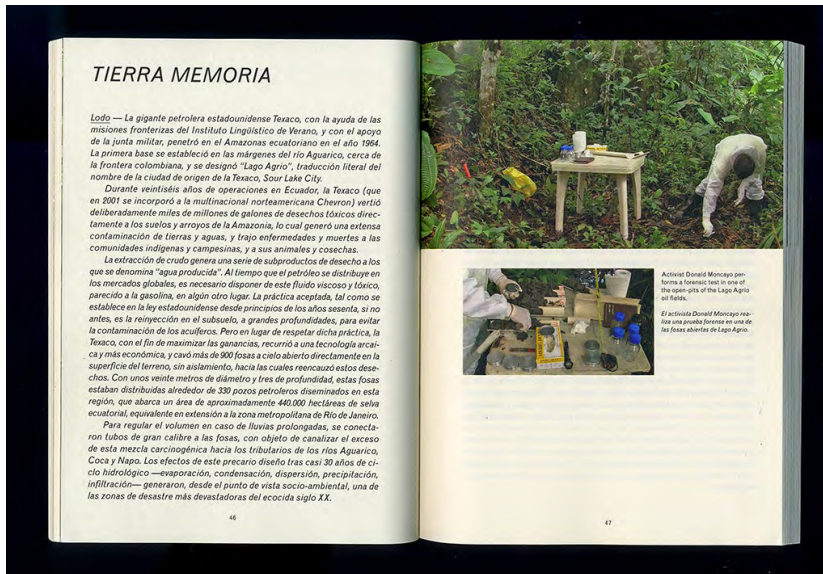 TIERRA MEMORIA
Lodo — La gigante petrolera estadounidense Texaco, con la ayuda de las
misiones fronterizas del Instituto Lingüístico de Verano, y con el apoyo
de la junta militar, penetró en el Amazonas ecuatoriano en el año 1964.
La primera base se estableció en las márgenes del río Aguarico, cerca de
la frontera colombiana, y se designó “Lago Agrio”, traducción literal del
nombre de la ciudad de origen de la Texaco, Sour Lake City.
Durante veintiséis años de operaciones en Ecuador, la Texaco (que
en 2001 se incorporó a la multinacional norteamericana Chevron) vertió
deliberadamente miles de millones de galones de desechos tóxicos direc-
tamente a los suelos y arroyos de la Amazonia, lo cual generó una extensa
contaminación de tierras y aguas, y trajo enfermedades y muertes a las
comunidades indígenas y campesinas, y a sus animales y cosechas.
La extracción de crudo genera una serie de subproductos de desecho a los
que se denomina “agua producida”. Al tiempo que el petróleo se distribuye en
los mercados globales, es necesario disponer de este fluido viscoso y tóxico,
parecido a la gasolina, en algún otro lugar. La práctica aceptada, tal como se
establece en la ley estadounidense desde principios de los años sesenta, si no
antes, es la reinyección en el subsuelo, a grandes profundidades, para evitar
la contaminación de los acuíferos. Pero en lugar de respetar dicha práctica, la
Texaco, con el fin de maximizar las ganancias, recurrió a una tecnología arcai-
ca y más económica, y cavó más de 900 fosas a cielo abierto directamente en la
superficie del terreno, sin aislamiento, hacia las cuales reencauzó estos dese-
chos. Con unos veinte metros de diámetro y tres de profundidad, estas fosas
estaban distribuidas alrededor de 330 pozos petroleros diseminados en esta
región, que abarca un área de aproximadamente 440.000 hectáreas de selva
ecuatorial, equivalente en extensión a la zona metropolitana de Río de Janeiro.
Para regular el volumen en caso de lluvias prolongadas, se conecta-
ron tubos de gran calibre a las fosas, con objeto de canalizar el exceso
de esta mezcla carcinogénica hacia los tributarios de los ríos Aguarico,
Coca y Napo. Los efectos de este precario diseño tras casi 30 años de ci-
clo hidrológico —evaporación, condensación, dispersión, precipitación,
infiltración— generaron, desde el punto de vista socio-ambiental, una de
las zonas de desastre más devastadoras del ecocida siglo XX.
46
Activist Donald Moncayo per-
forms a forensic test in one of
the open-pits of the Lago Agrio
oil fields.
El activista Donald Moncayo rea-
liza una prueba forense en una de
las fosas abiertas de Lago Agrio.
47